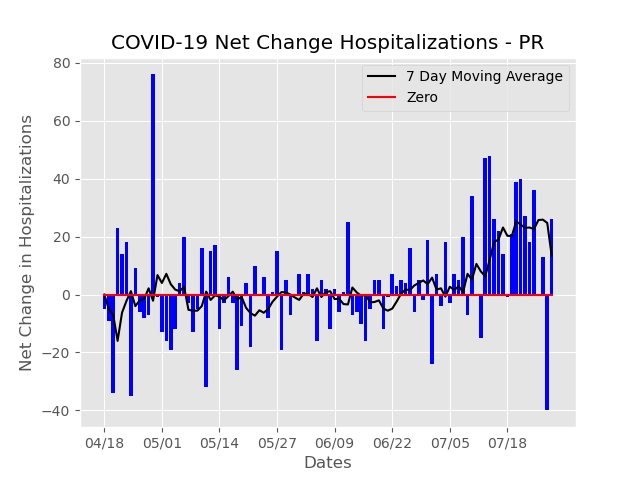 COVID-19 Net Change Hospitalizations - PR
7 Day Moving Average
Zero
Net Change in Hospitalizations
80
60
40
20
0
−20
−40
04/18 05/01 05/14 05/27 06/09 06/22 07/05 07/18
Dates